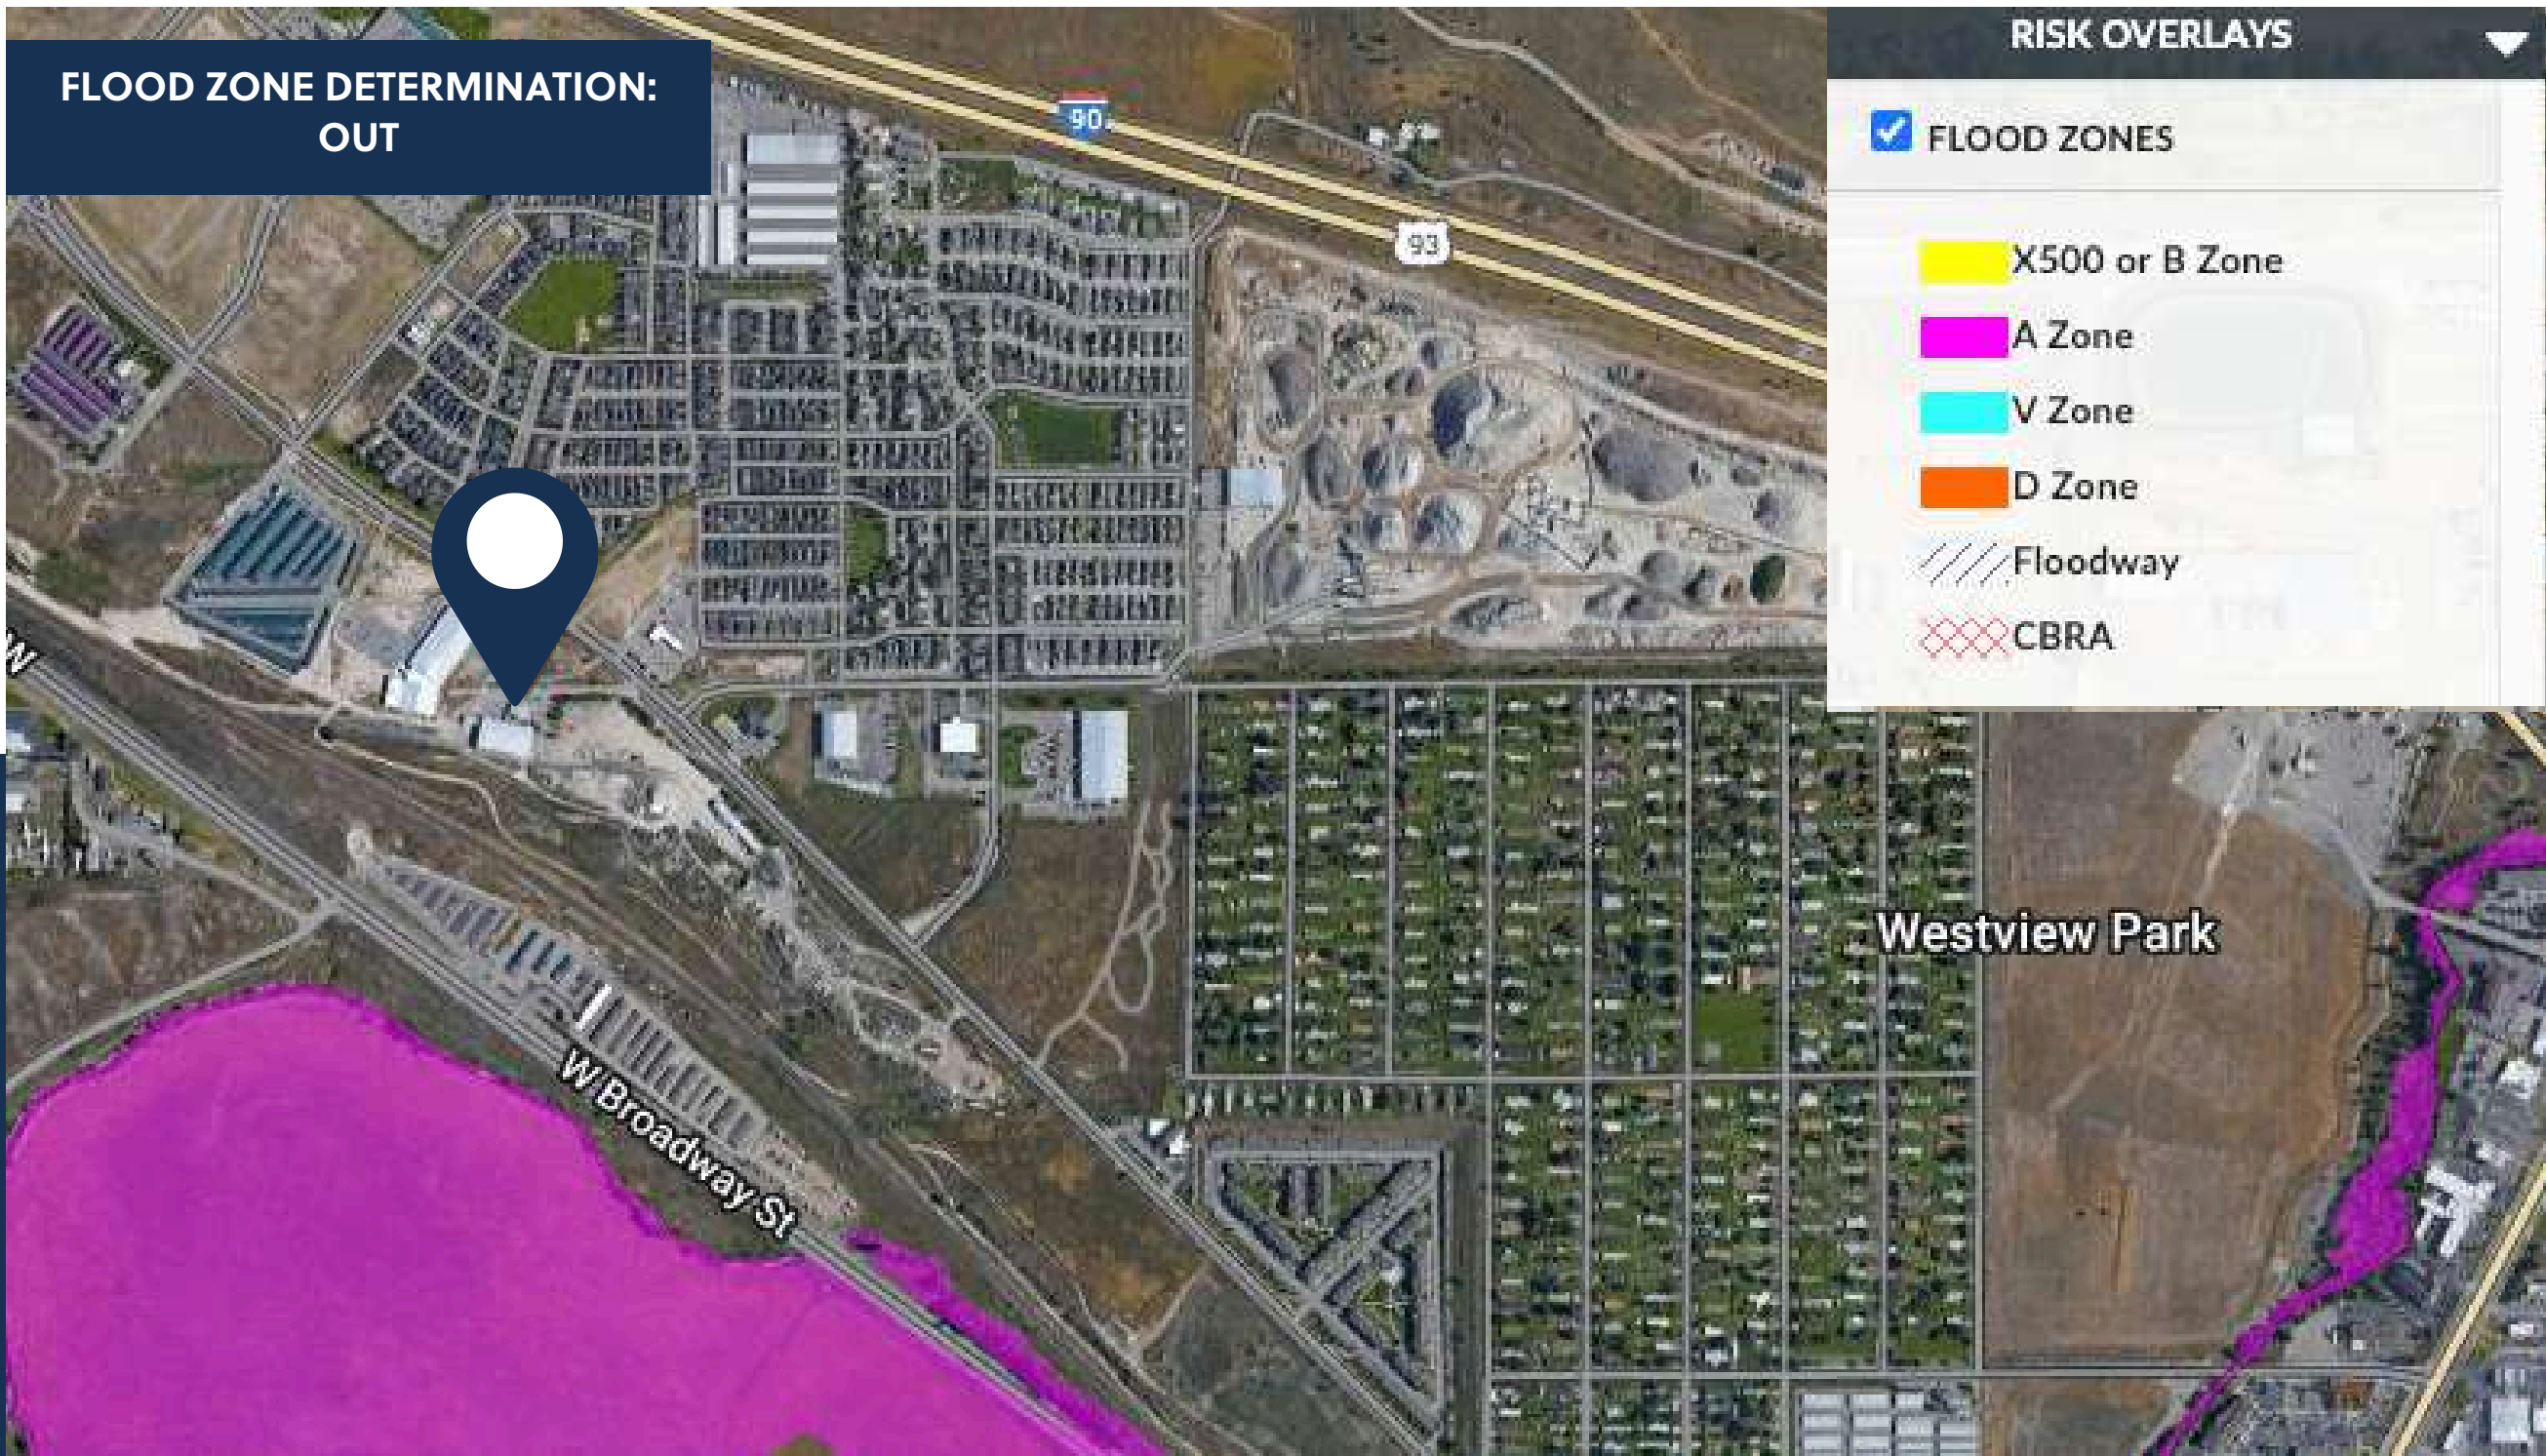 FLOOD ZONE DETERMINATION:
OUT
RISK OVERLAYS
FLOOD ZONES
X500 or B Zone
A Zone
V Zone
D Zone
Floodway
CBRA
90
93
W
Westview Park
W Broadway St